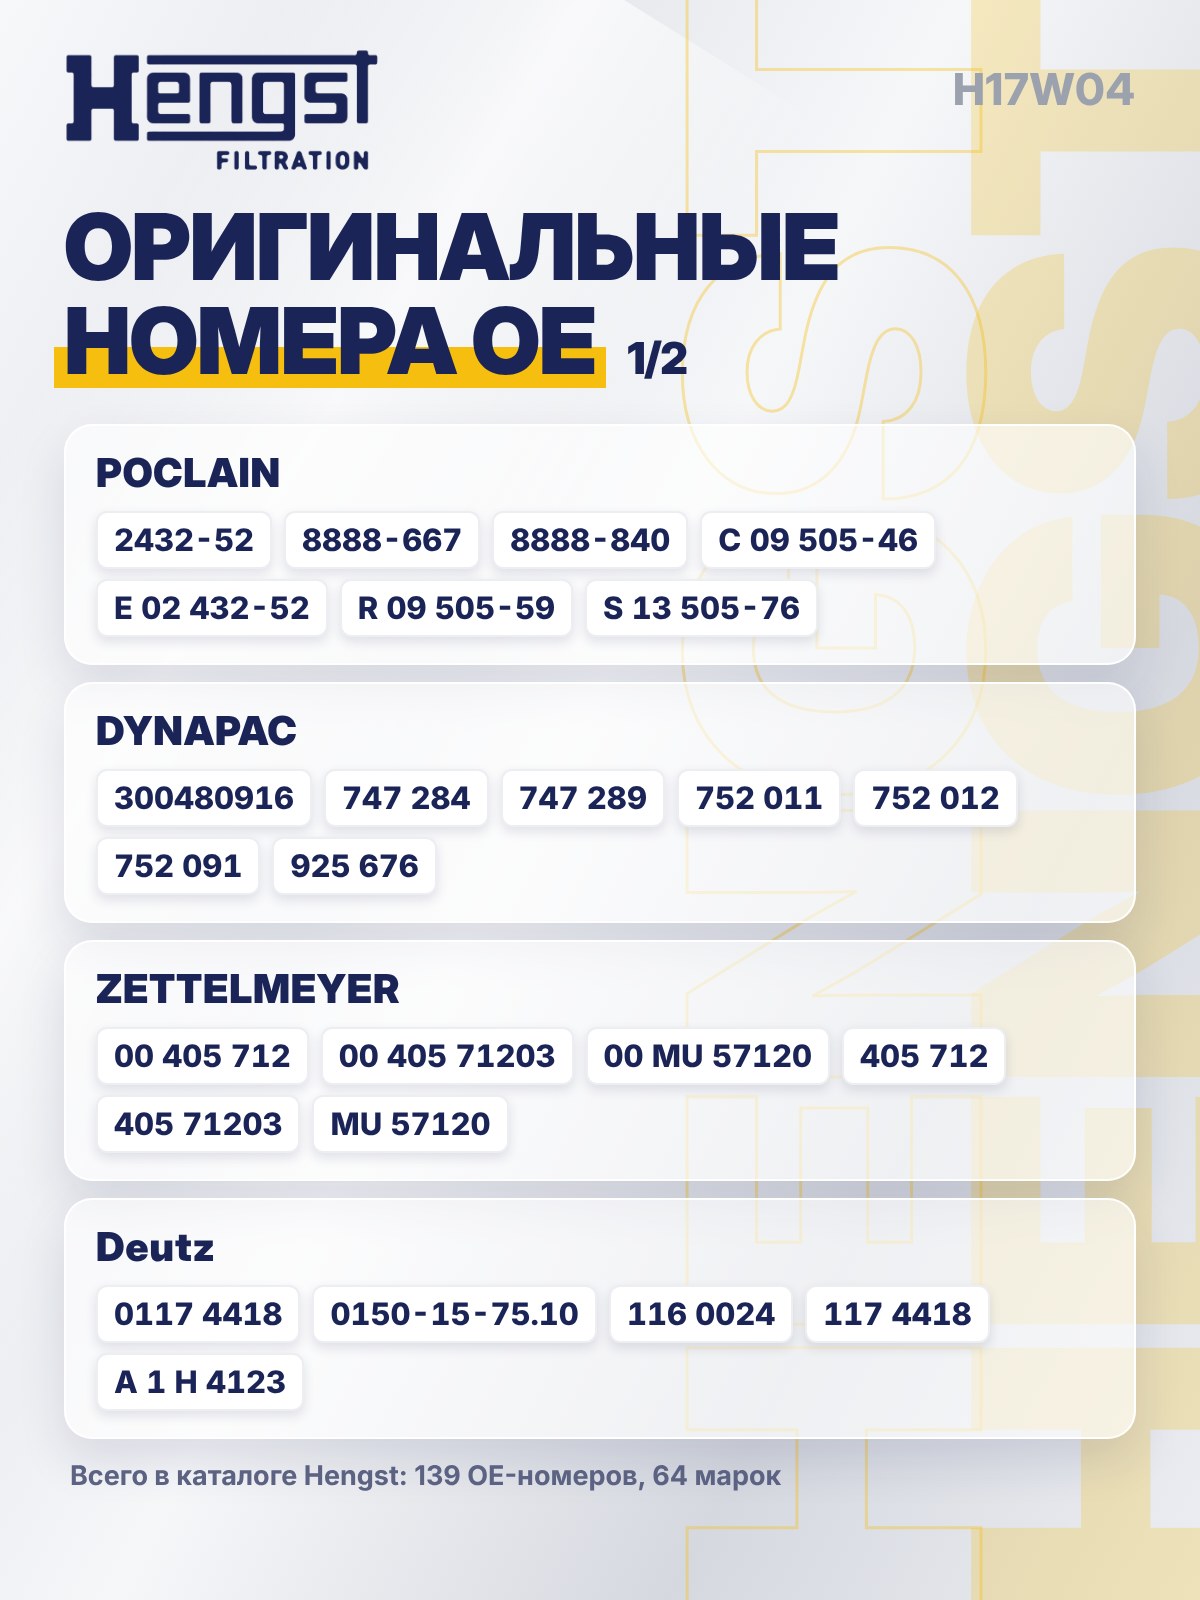 Hengst
FILTRATION
H17W04
ОРИГИНАЛЬНЫЕ
НОМЕРА OE 1/2
POCLAIN
2432-52 8888-667 8888-840 C 09 505-46
E 02 432-52 R 09 505-59 S 13 505-76
DYNAPAC
300480916 747 284 747 289 752 011 752 012
752 091 925 676
ZETTELMEYER
00 405 712 00 405 71203 00 MU 57120 405 712
405 71203 MU 57120
Deutz
0117 4418 0150-15-75.10 116 0024 117 4418
A 1 H 4123
Всего в каталоге Hengst: 139 OE-номеров, 64 марок
HENGST
HENGST